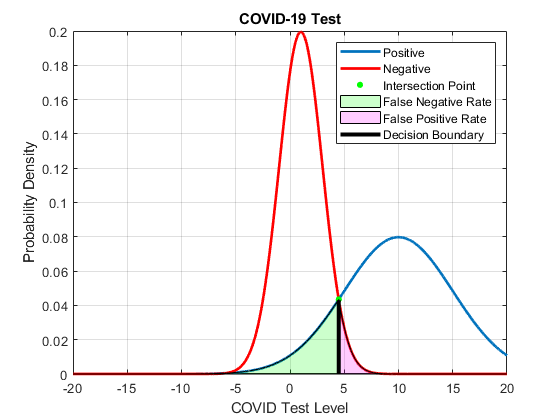 COVID-19 Test
0.2
0.18
0.16
0.14
0.12
0.1
0.08
0.06
0.04
0.02
0
Probability Density
Positive
Negative
Intersection Point
False Negative Rate
False Positive Rate
Decision Boundary
-20 -15 -10 -5 0 5 10 15 20
COVID Test Level